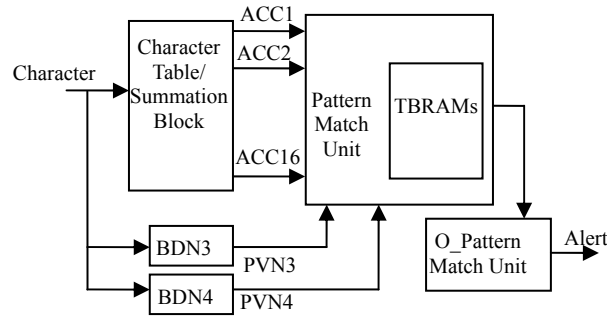 ACC1
Character
Table/
Summation
Block
ACC2
Character
Pattern
Match
Unit
TBRAMs
ACC16
BDN3
PVN3
BDN4
PVN4
O_Pattern
Match Unit
Alert